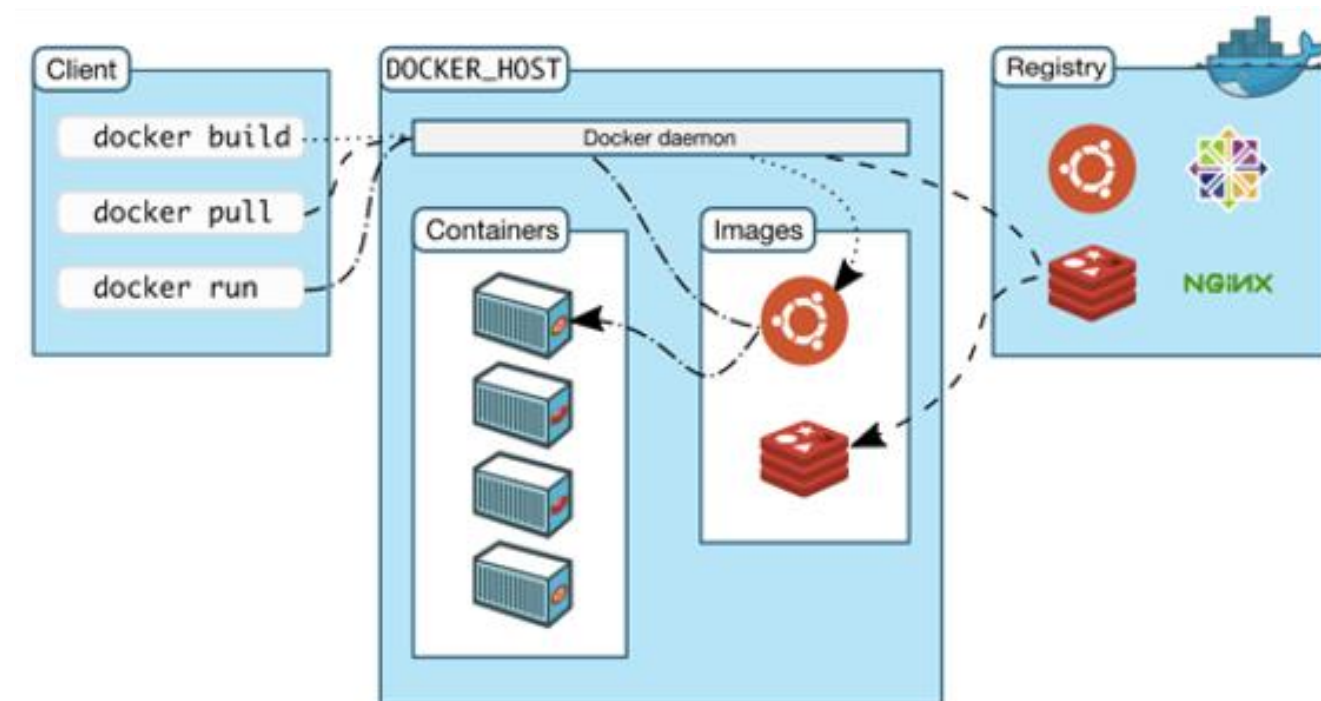 Client
docker build
docker pull
docker run
DOCKER_HOST
Docker daemon
Containers
Images
Registry
NGINX